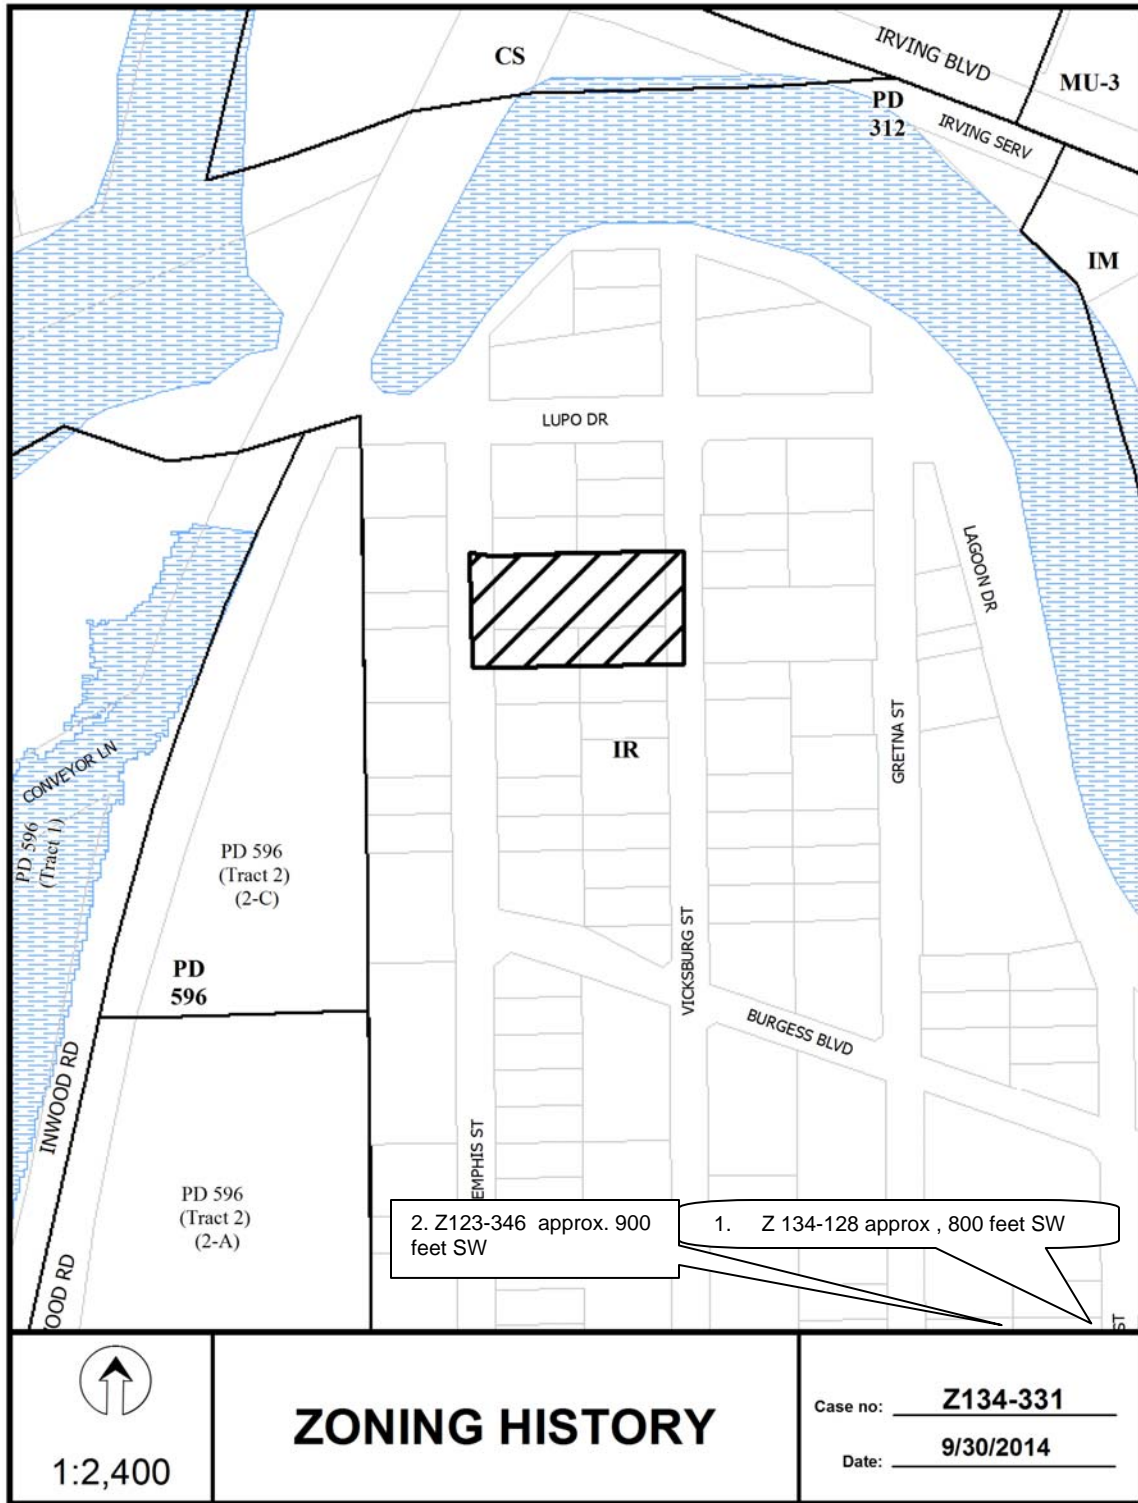 CS
IRVING BLVD
MU-3
PD
312
IRVING SERV
IM
LUPO DR
LAGOON DR
CONVEYOR LN
PD 596
(Tract 1)
IR
GRETNA ST
PD 596
(Tract 2)
(2-C)
PD
596
VICKSBURG ST
BURGESS BLVD
INWOOD RD
EMPHIS ST
PD 596
(Tract 2)
(2-A)
2. Z123-346 approx. 900
feet SW
1. Z 134-128 approx , 800 feet SW
OOD RD
ST
1:2,400
ZONING HISTORY
Case no: Z134-331
Date: 9/30/2014